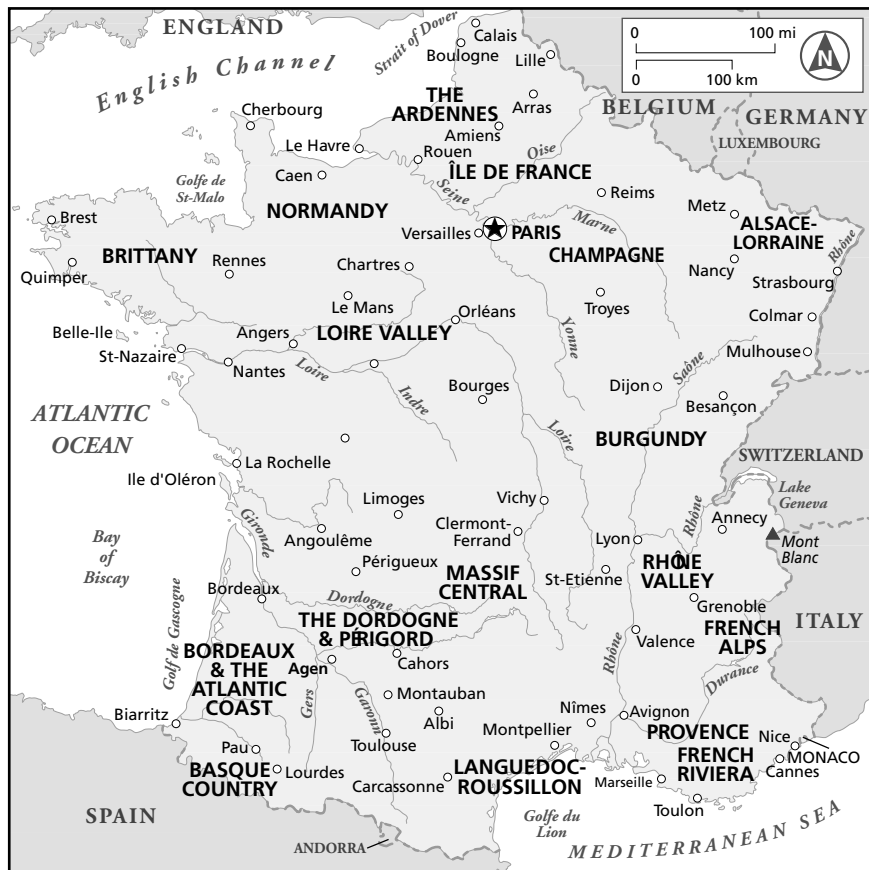 ENGLAND
Strait of Dover
English Channel
Calais
Boulogne
Lille
0 100 mi
0 100 km
N
THE
ARDENNES
Arras
BELGIUM
GERMANY
LUXEMBOURG
Cherbourg
Amiens
Le Havre
Rouen
Oise
ÎLE DE FRANCE
Caen
Seine
Reims
Golfe de
St-Malo
NORMANDY
Metz
ALSACE-
LORRAINE
Rhône
Brest
Versailles
PARIS
Marne
CHAMPAGNE
BRITTANY
Rennes
Chartres
Nancy
Strasbourg
Quimper
Le Mans
Orléans
Troyes
Colmar
Belle-Ile
Angers
LOIRE VALLEY
Yonne
St-Nazaire
Mulhouse
Nantes
Loire
Indre
Bourges
Dijon
Saône
Besançon
ATLANTIC
OCEAN
Loire
BURGUNDY
SWITZERLAND
La Rochelle
Ile d'Oléron
Lake
Geneva
Limoges
Vichy
Rhône
Annecy
Bay
of
Biscay
Gironde
Angoulême
Clermont-
Ferrand
Lyon
Mont
Blanc
Périgueux
MASSIF
CENTRAL
St-Etienne
RHÔNE
VALLEY
Bordeaux
Dordogne
Grenoble
ITALY
Golf de Gascogne
THE DORDOGNE
& PÉRIGORD
Rhône
Valence
FRENCH
ALPS
BORDEAUX
& THE
ATLANTIC
COAST
Agen
Cahors
Durance
Gers
Garonn
Montauban
Albi
Nîmes
Avignon
Biarritz
Toulouse
Montpellier
PROVENCE
Nice
MONACO
Pau
FRENCH
RIVIERA
Cannes
BASQUE
COUNTRY
Lourdes
Carcassonne
LANGUEDOC-
ROUSSILLON
Marseille
Toulon
SPAIN
Golfe du
Lion
MEDITERRANEAN SEA
ANDORRA